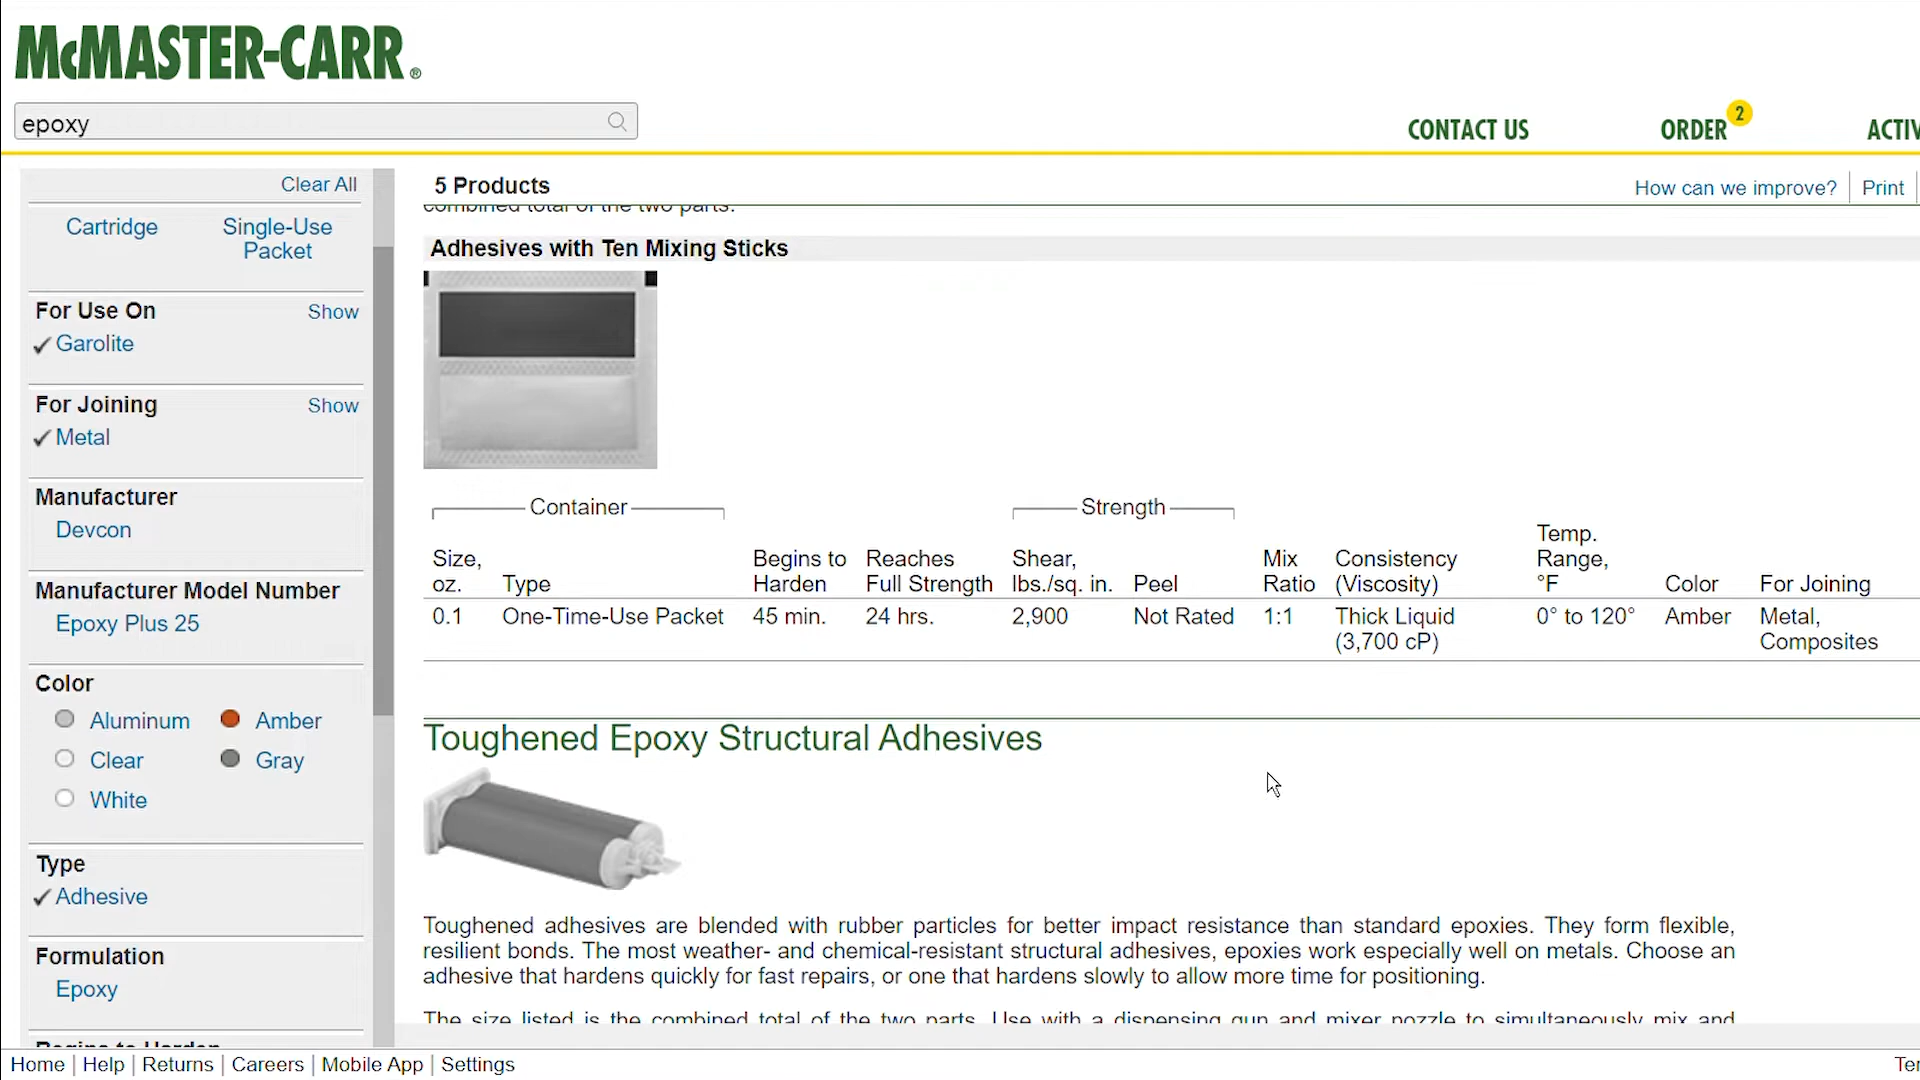 McMASTER-CARR®
epoxy
CONTACT US
ORDER
2
Clear All
Cartridge
Single-Use
Packet
For Use On
Show
Garolite
For Joining
Show
Metal
Manufacturer
Devcon
Manufacturer Model Number
Epoxy Plus 25
Color
Aluminum
Amber
Clear
Gray
White
Type
Adhesive
Formulation
Epoxy
Begins to Harden
5 Products
How can we improve?
Print
combined total of the two parts.
Adhesives with Ten Mixing Sticks
Container
Strength
Size, oz.
Type
Begins to Harden
Reaches Full Strength
Shear, lbs./sq. in.
Peel
Mix Ratio
Consistency (Viscosity)
Temp. Range, °F
Color
For Joining
0.1 One-Time-Use Packet 45 min. 24 hrs. 2,900 Not Rated 1:1 Thick Liquid (3,700 cP) 0° to 120° Amber Metal, Composites
Toughened Epoxy Structural Adhesives
Toughened adhesives are blended with rubber particles for better impact resistance than standard epoxies. They form flexible,
resilient bonds. The most weather- and chemical-resistant structural adhesives, epoxies work especially well on metals. Choose an
adhesive that hardens quickly for fast repairs, or one that hardens slowly to allow more time for positioning.
The size listed is the combined total of the two parts. Use with a dispensing gun and mixer nozzle to simultaneously mix and
Home | Help | Returns | Careers | Mobile App | Settings